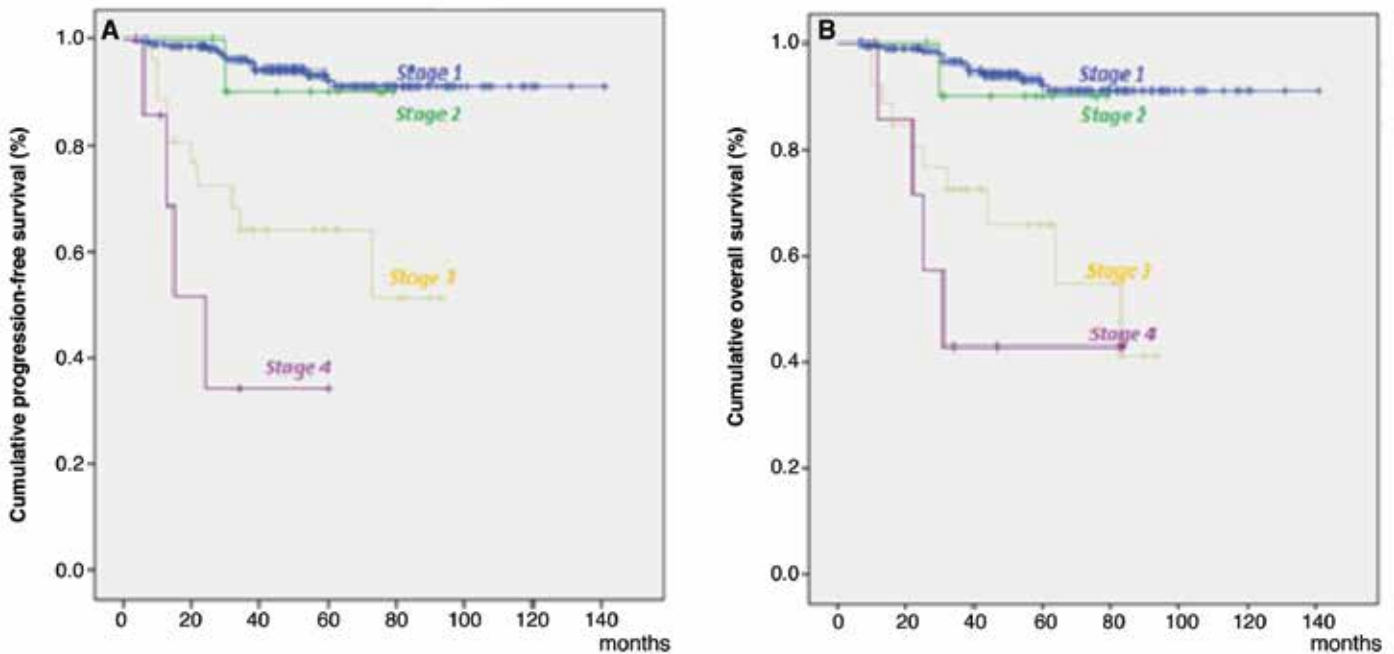 A
Cumulative progression-free survival (%)
1.0
0.8
0.6
0.4
0.2
0.0
Stage 1
Stage 2
Stage 3
Stage 4
0 20 40 60 80 100 120 140
months
B
Cumulative overall survival (%)
1.0
0.8
0.6
0.4
0.2
0.0
Stage 1
Stage 2
Stage 3
Stage 4
0 20 40 60 80 100 120 140
months